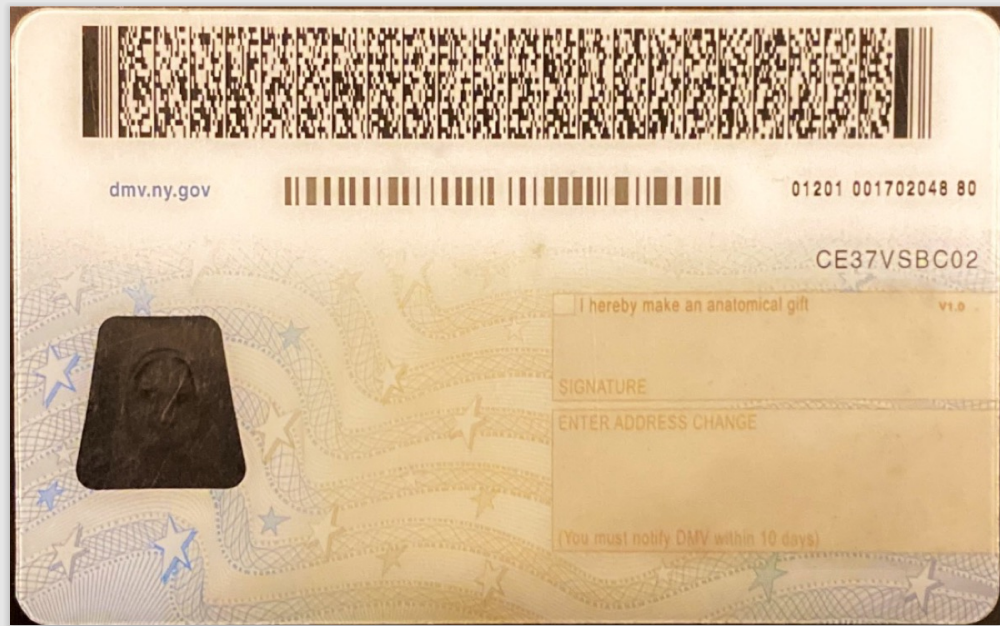 dmv.ny.gov
01201 001702048 80
CE37VSBC02
I hereby make an anatomical gift V1.0
SIGNATURE
ENTER ADDRESS CHANGE
(You must notify DMV within 10 days)